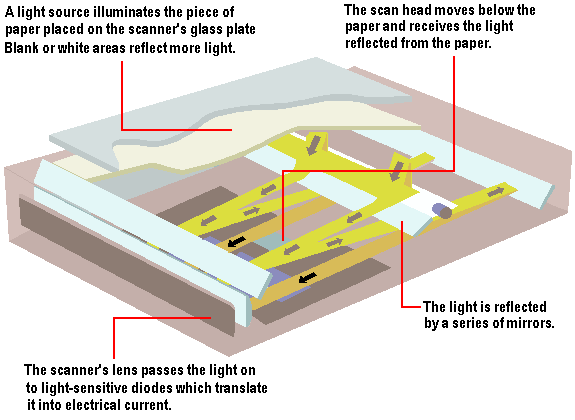 A light source illuminates the piece of
paper placed on the scanner's glass plate
Blank or white areas reflect more light.
The scan head moves below the
paper and receives the light
reflected from the paper.
The light is reflected
by a series of mirrors.
The scanner's lens passes the light on
to light-sensitive diodes which translate
it into electrical current.